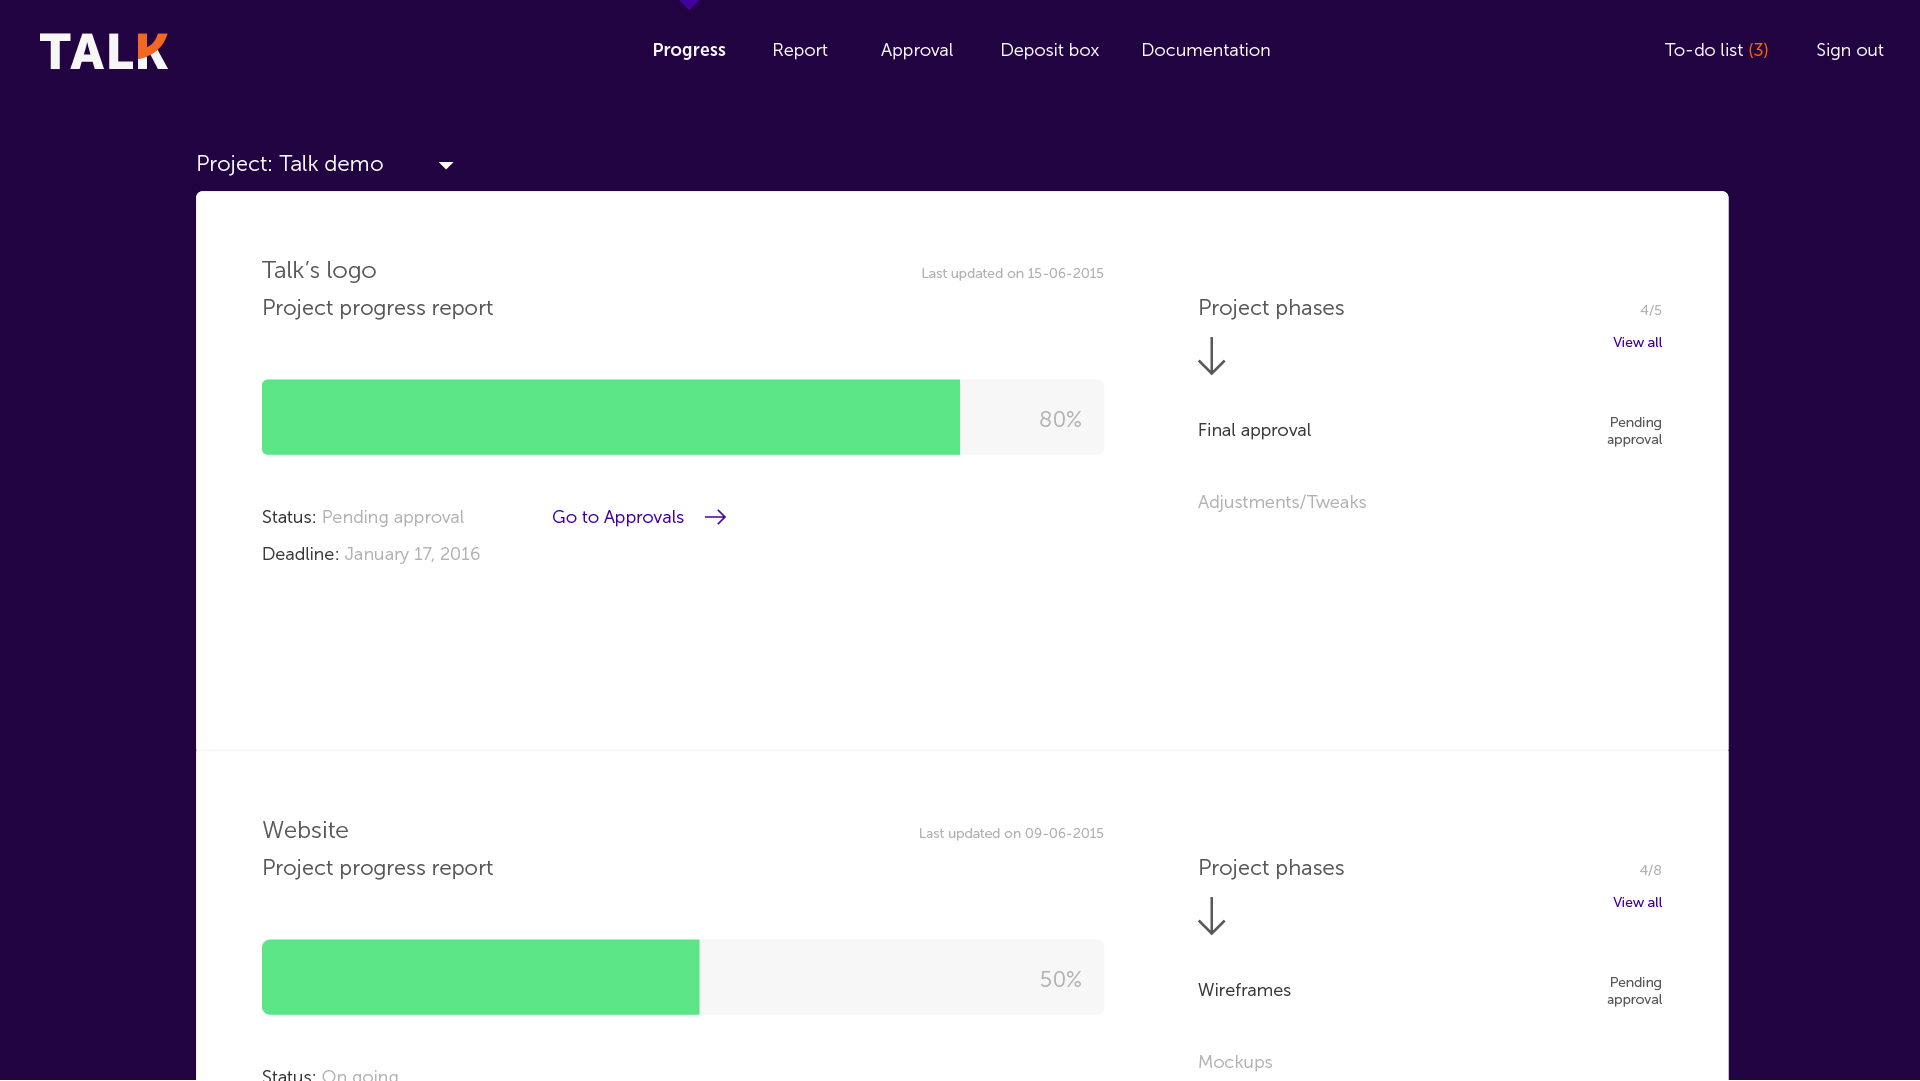 TALK
Progress
Report
Approval
Deposit box
Documentation
To-do list (3)
Sign out
Project: Talk demo
Talk’s logo
Last updated on 15-06-2015
Project progress report
80%
Status: Pending approval
Go to Approvals
Deadline: January 17, 2016
Project phases
4/5
View all
Final approval
Pending
approval
Adjustments/Tweaks
Website
Last updated on 09-06-2015
Project progress report
50%
Status: On going
Project phases
4/8
View all
Wireframes
Pending
approval
Mockups